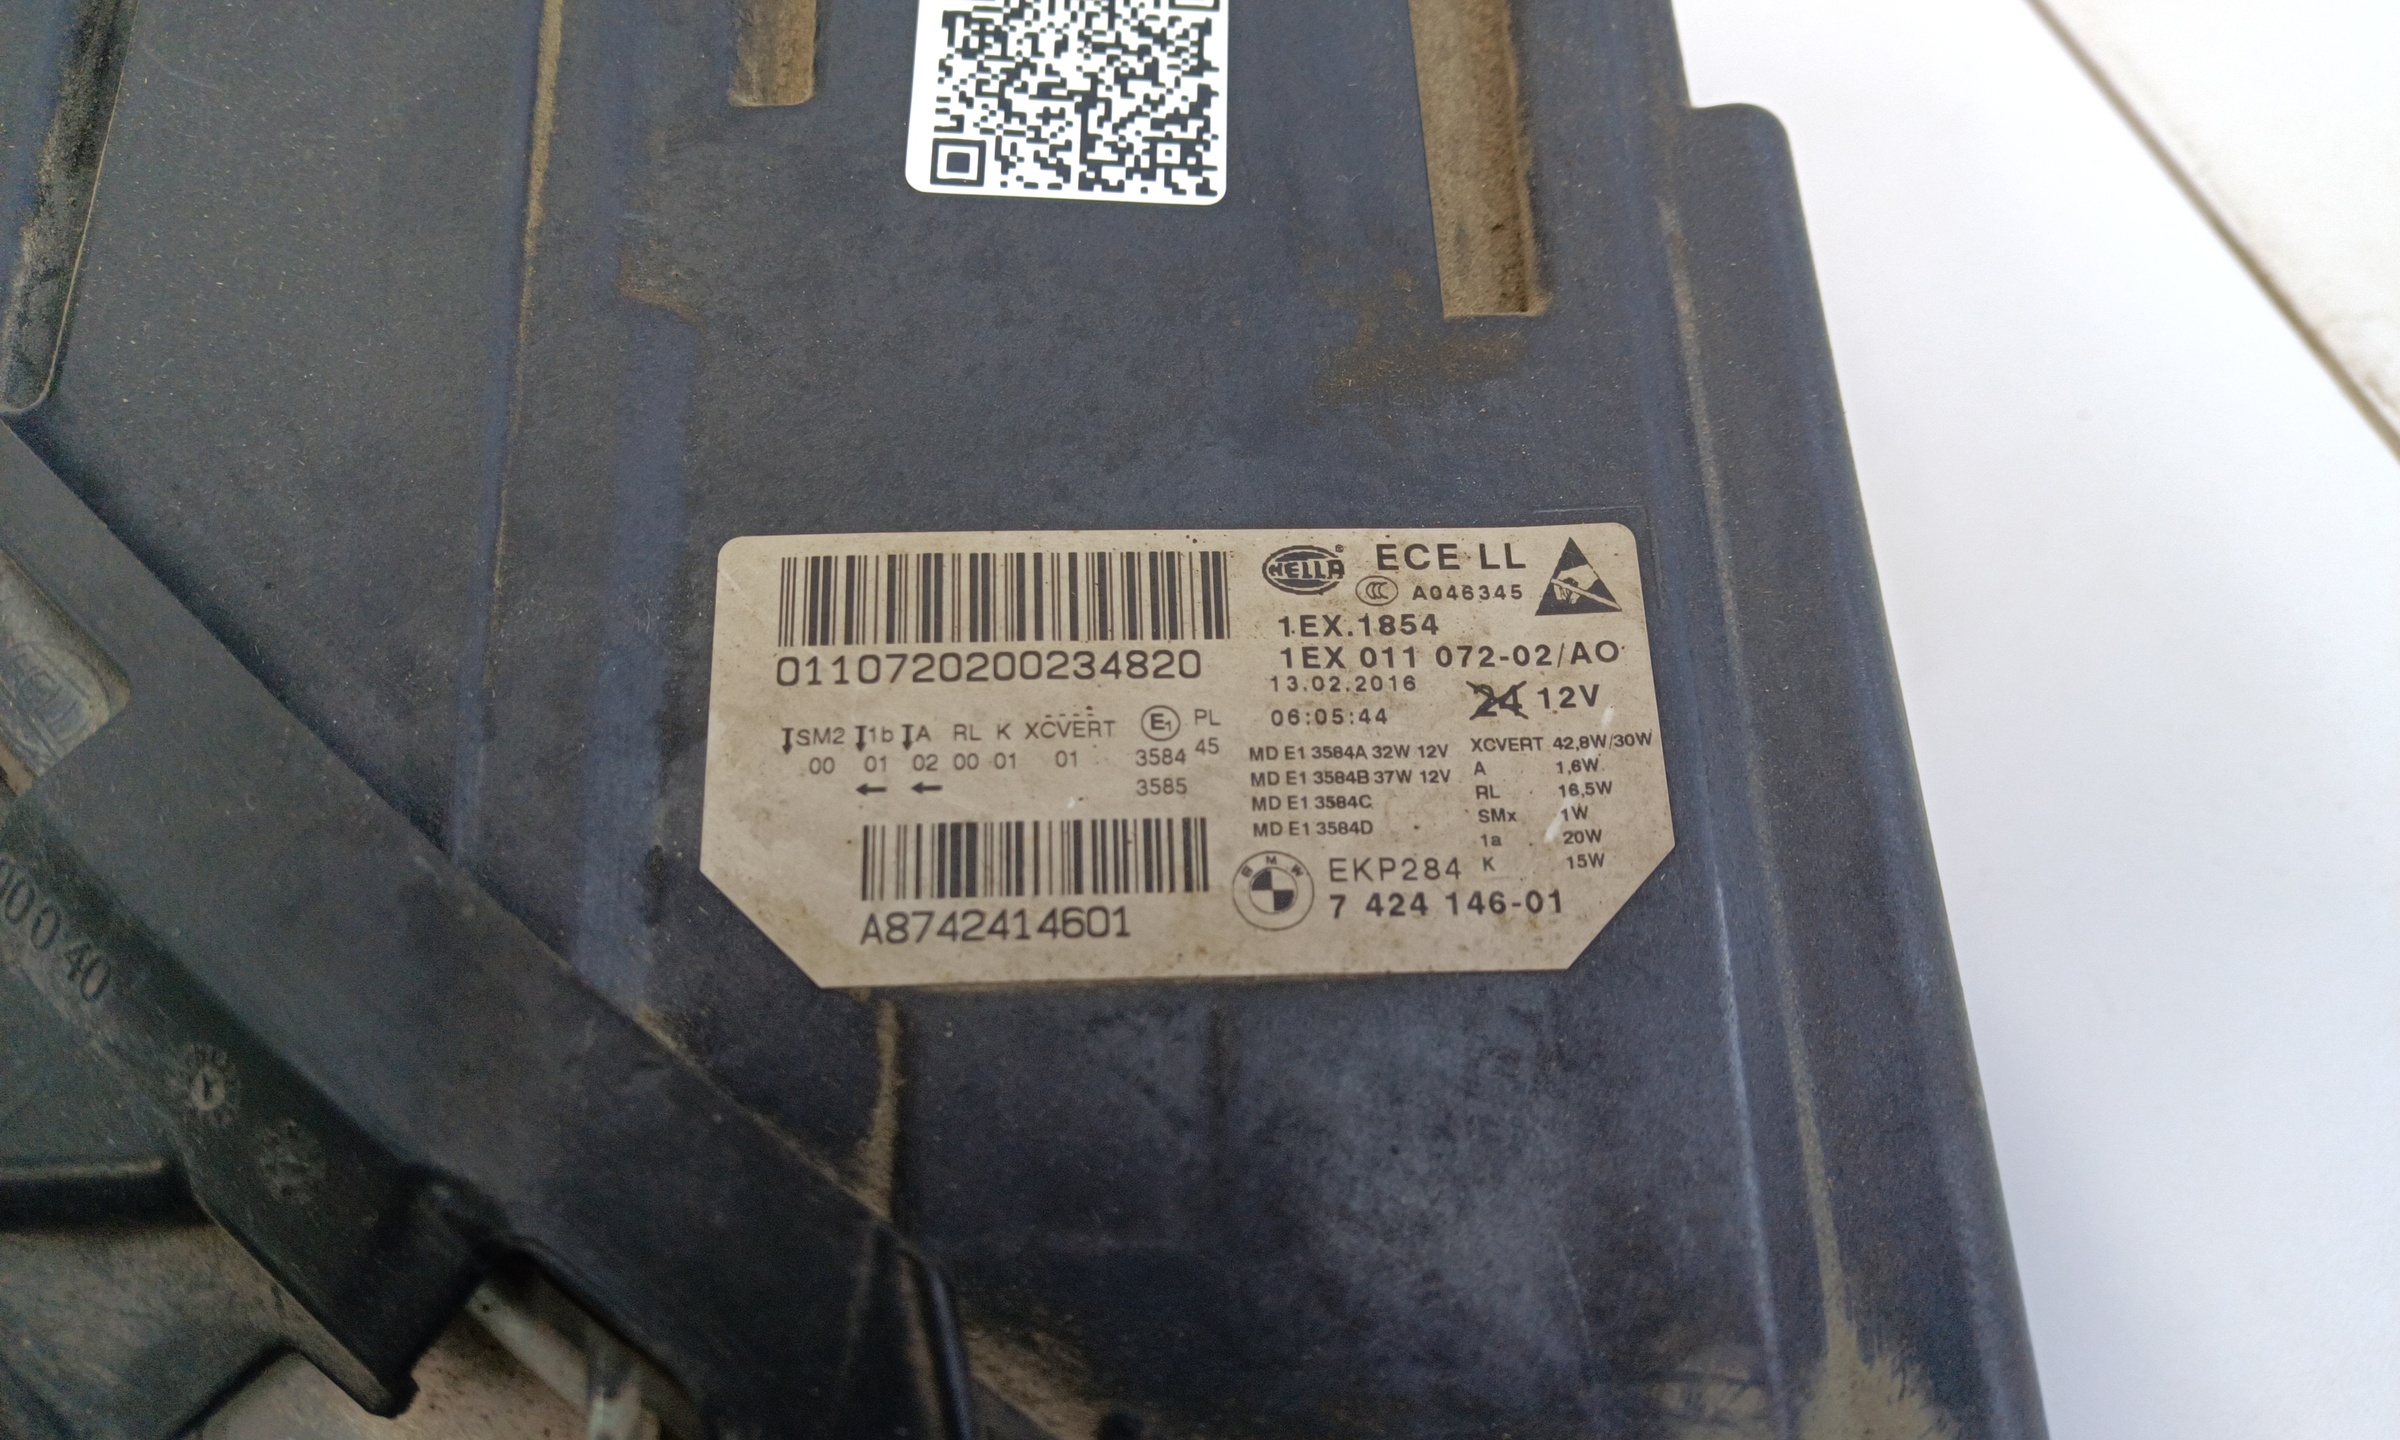 HELLA ® ECE LL
CCC A046345
1EX.1854
0110720200234820 1EX 011 072-02/AO
13.02.2016 24 12V
06:05:44
SM2 1b A RL K XCVERT E1 PL
00 01 02 00 01 01 3584 45
← ← 3585
MD E1 3584A 32W 12V XCVERT 42,8W/30W
MD E1 3584B 37W 12V A 1,6W
MD E1 3584C RL 16,5W
MD E1 3584D SMx 1W
1a 20W
BMW EKP284 K 15W
A8742414601 7 424 146-01